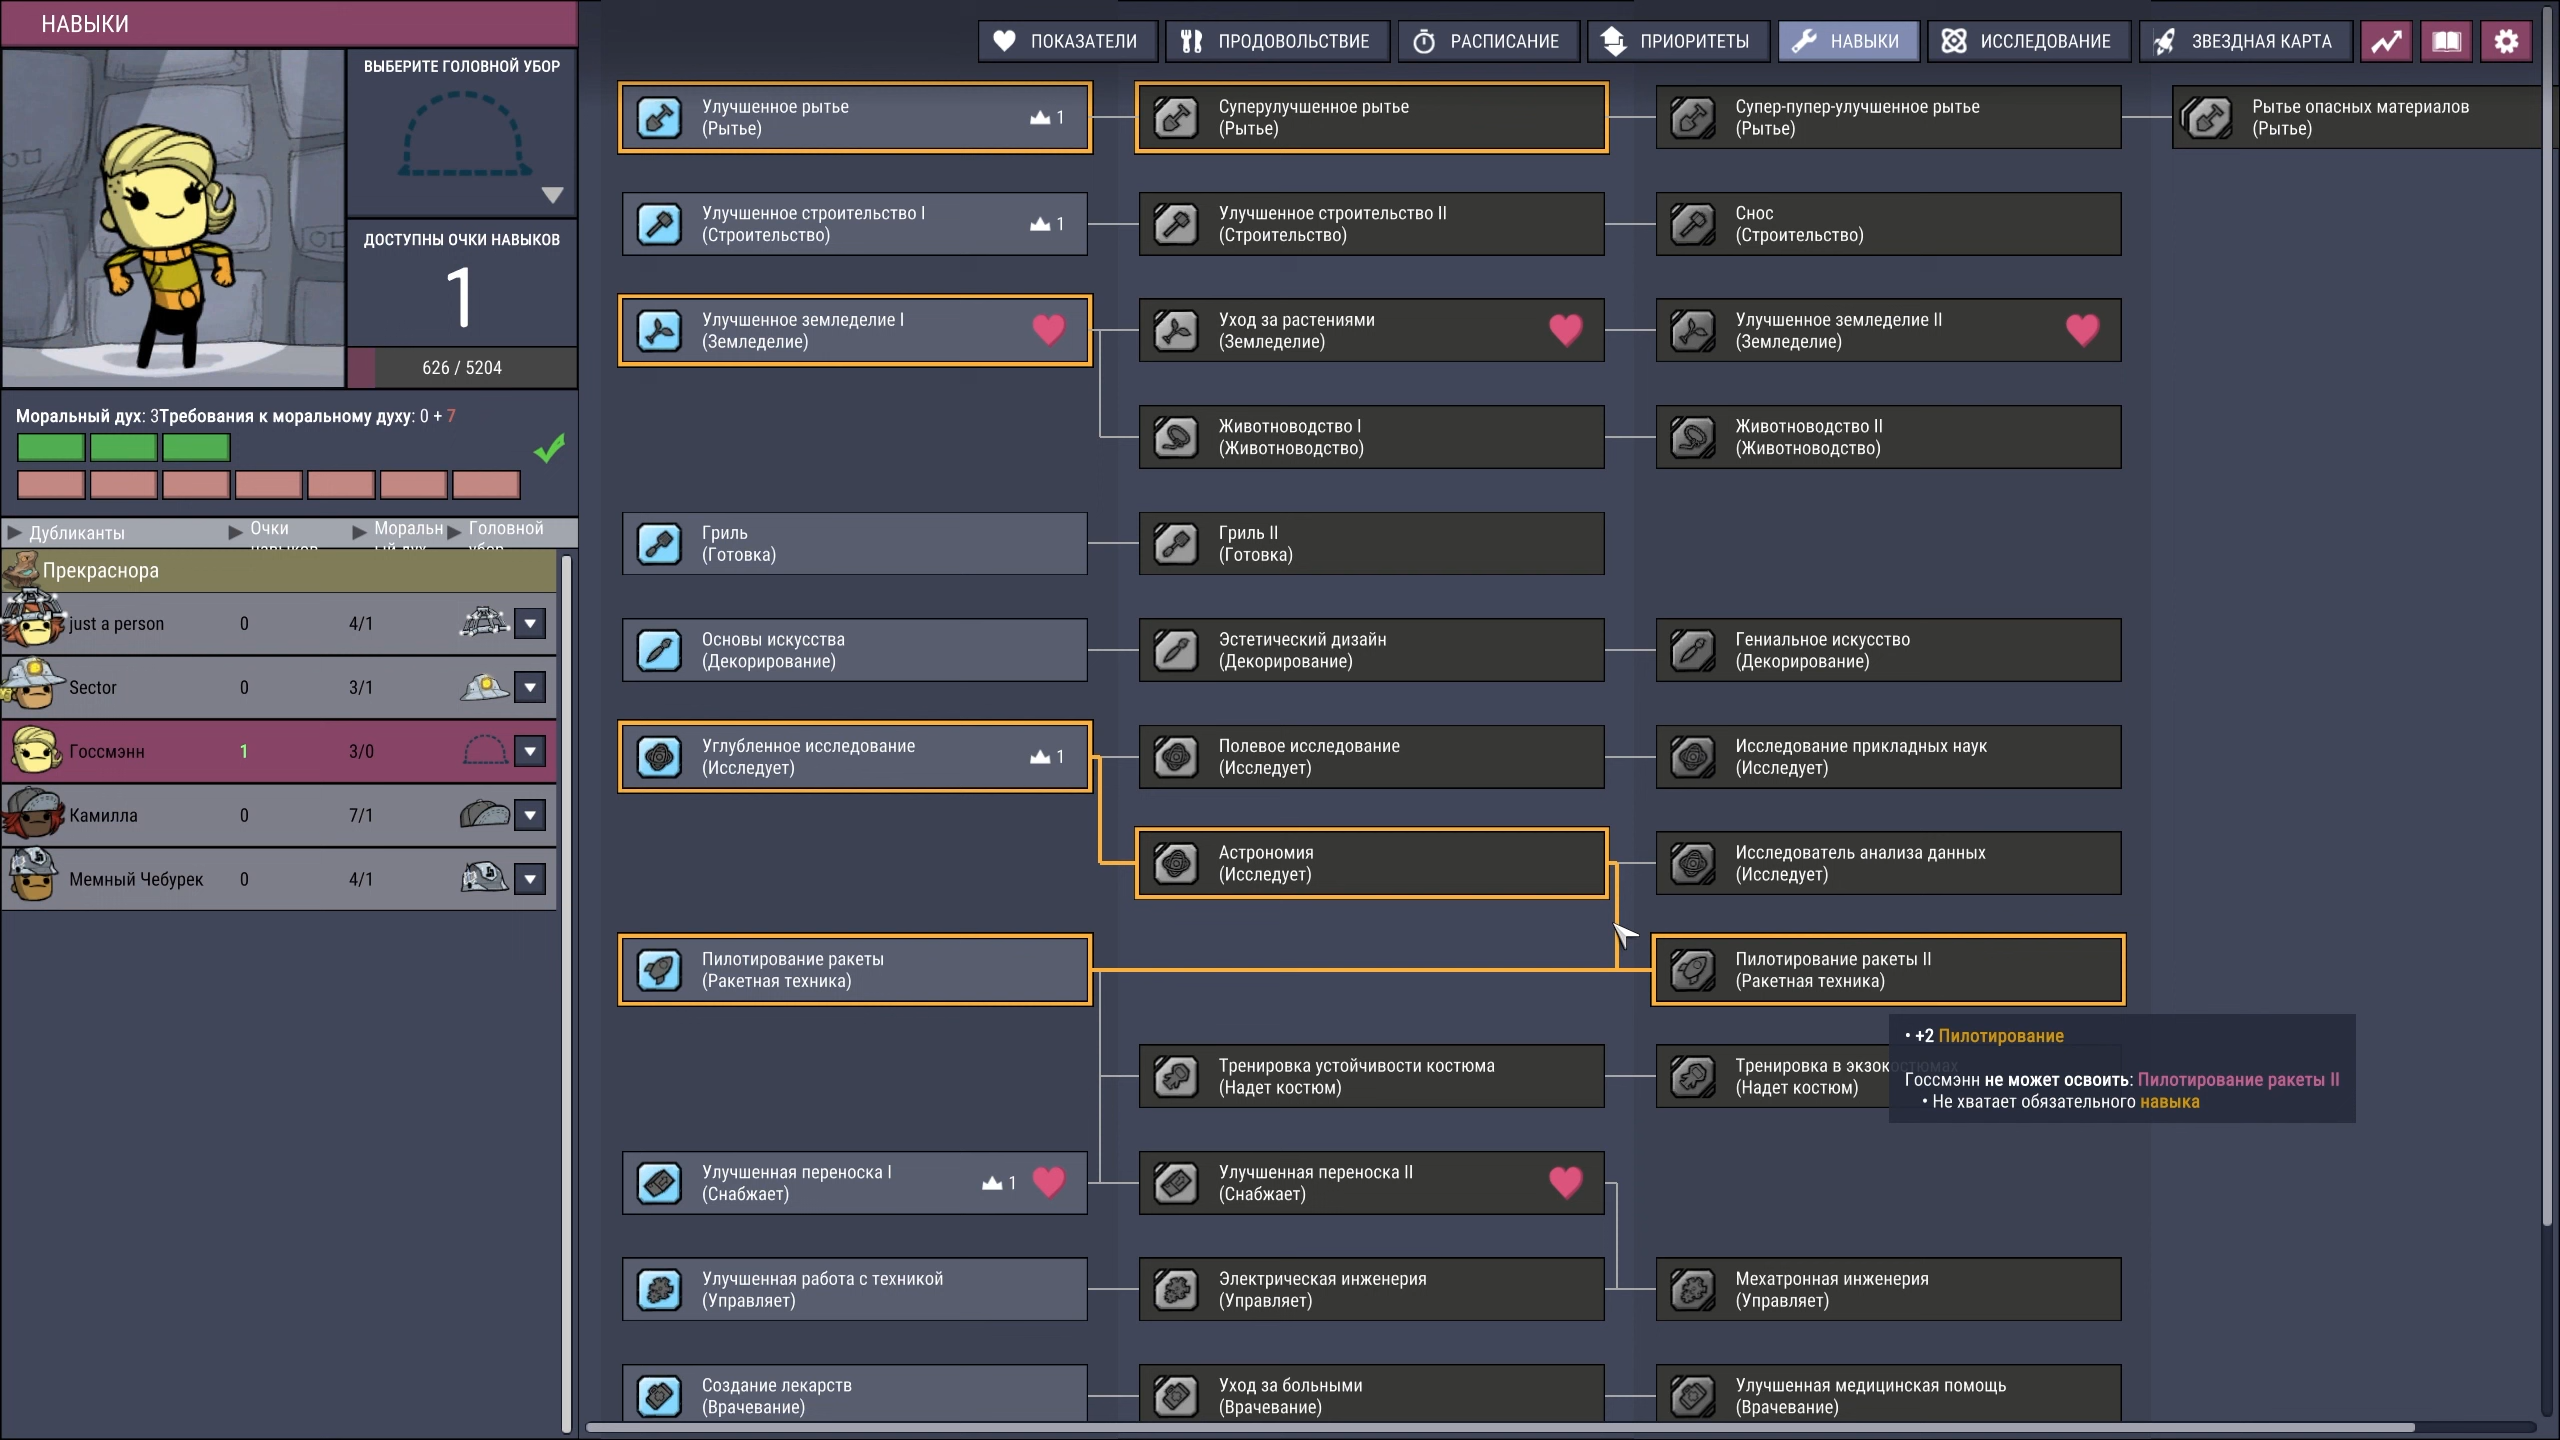 НАВЫКИ
ПОКАЗАТЕЛИ
ПРОДОВОЛЬСТВИЕ
РАСПИСАНИЕ
ПРИОРИТЕТЫ
НАВЫКИ
ИССЛЕДОВАНИЕ
ЗВЕЗДНАЯ КАРТА
ВЫБЕРИТЕ ГОЛОВНОЙ УБОР
ДОСТУПНЫ ОЧКИ НАВЫКОВ
1
626 / 5204
Моральный дух: 3Требования к моральному духу: 0 + 7
Дубликанты
Очки навыков
Моральный дух
Головной убор
Прекраснора
just a person 0 4/1
Sector 0 3/1
Госсмэнн 1 3/0
Камилла 0 7/1
Мемный Чебурек 0 4/1
Улучшенное рытье
(Рытье)
1
Суперулучшенное рытье
(Рытье)
Супер-пупер-улучшенное рытье
(Рытье)
Рытье опасных материалов
(Рытье)
Улучшенное строительство I
(Строительство)
1
Улучшенное строительство II
(Строительство)
Снос
(Строительство)
Улучшенное земледелие I
(Земледелие)
Уход за растениями
(Земледелие)
Улучшенное земледелие II
(Земледелие)
Животноводство I
(Животноводство)
Животноводство II
(Животноводство)
Гриль
(Готовка)
Гриль II
(Готовка)
Основы искусства
(Декорирование)
Эстетический дизайн
(Декорирование)
Гениальное искусство
(Декорирование)
Углубленное исследование
(Исследует)
1
Полевое исследование
(Исследует)
Исследование прикладных наук
(Исследует)
Астрономия
(Исследует)
Исследователь анализа данных
(Исследует)
Пилотирование ракеты
(Ракетная техника)
Пилотирование ракеты II
(Ракетная техника)
• +2 Пилотирование
Госсмэнн не может освоить: Пилотирование ракеты II
• Не хватает обязательного навыка
Тренировка устойчивости костюма
(Надет костюм)
Тренировка в экзокостюмах
(Надет костюм)
Улучшенная переноска I
(Снабжает)
1
Улучшенная переноска II
(Снабжает)
Улучшенная работа с техникой
(Управляет)
Электрическая инженерия
(Управляет)
Мехатронная инженерия
(Управляет)
Создание лекарств
(Врачевание)
Уход за больными
(Врачевание)
Улучшенная медицинская помощь
(Врачевание)